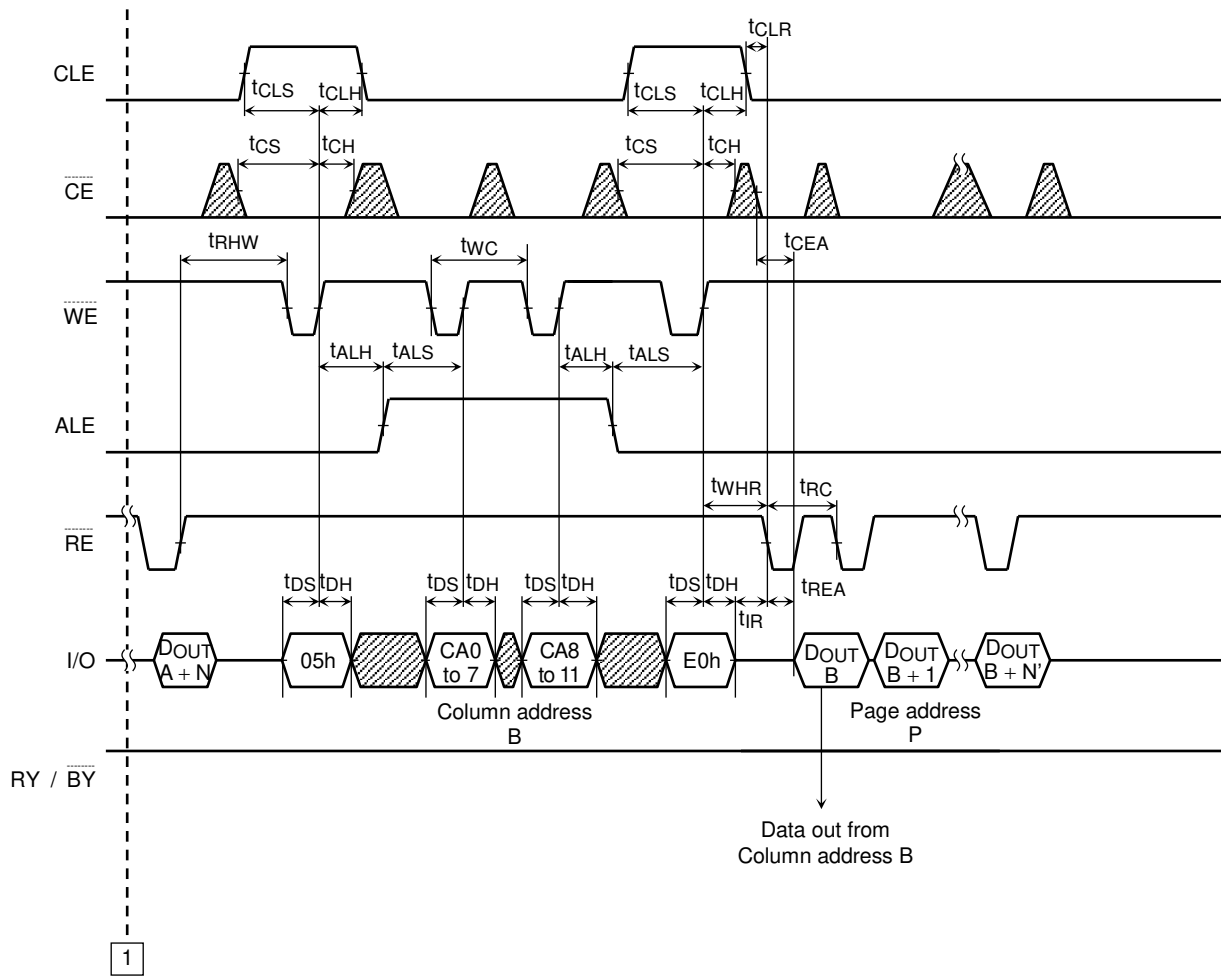 tCLR
CLE
tCLS tCLH tCLS tCLH
tCS tCH tCS tCH
CE
tRHW tWC tCEA
WE
tALH tALS tALH tALS
ALE
tWHR tRC
RE
tDS tDH tDS tDH tDS tDH tDS tDH tREA
tIR
I/O
DOUT
A + N
05h
CA0
to 7
CA8
to 11
E0h
DOUT
B
DOUT
B + 1
DOUT
B + N’
Column address
B
Page address
P
RY / BY
Data out from
Column address B
1